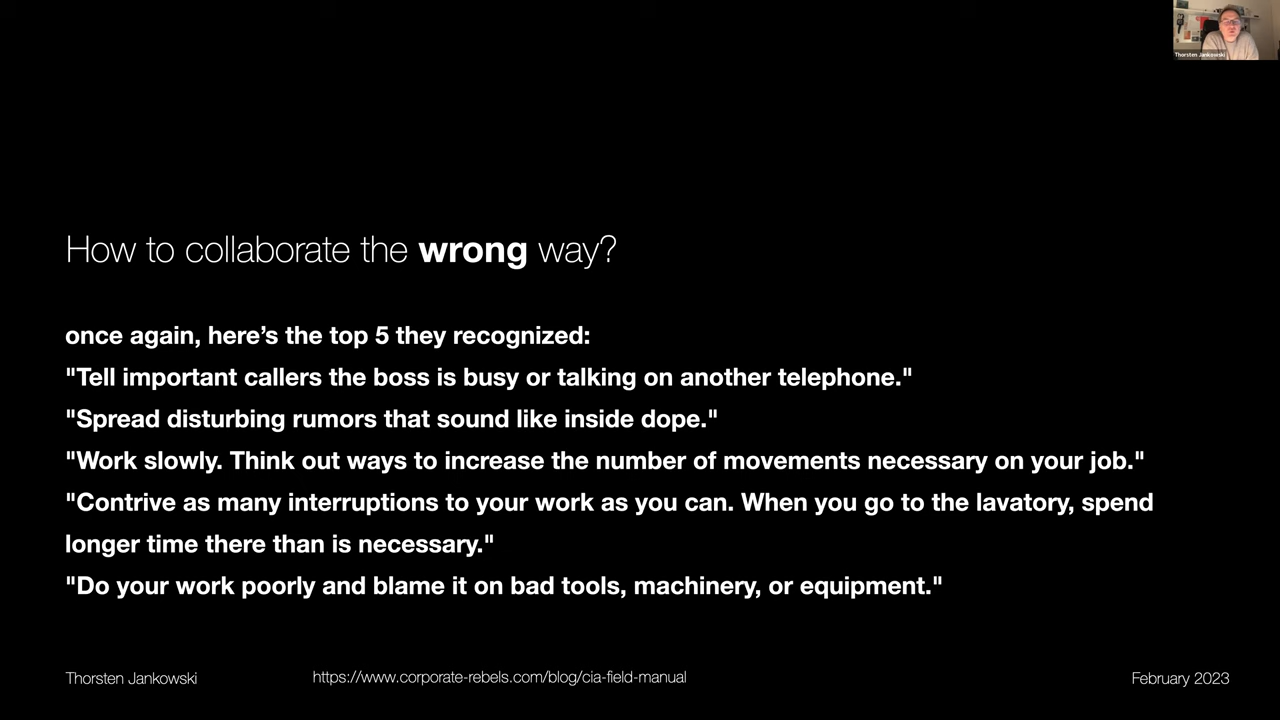 Thorsten Jankowski
How to collaborate the wrong way?
once again, here’s the top 5 they recognized:
"Tell important callers the boss is busy or talking on another telephone."
"Spread disturbing rumors that sound like inside dope."
"Work slowly. Think out ways to increase the number of movements necessary on your job."
"Contrive as many interruptions to your work as you can. When you go to the lavatory, spend
longer time there than is necessary."
"Do your work poorly and blame it on bad tools, machinery, or equipment."
Thorsten Jankowski
https://www.corporate-rebels.com/blog/cia-field-manual
February 2023